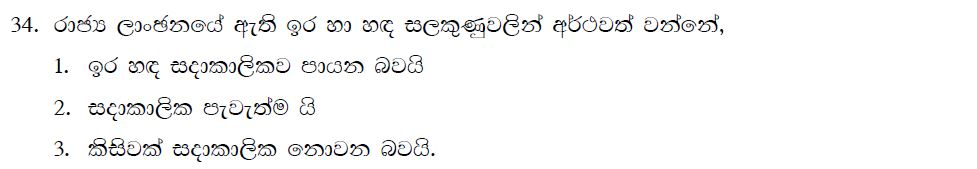 34. රාජ්‍ය ලාංඡනයේ ඇති ඉර හා හඳ සලකුණුවලින් අර්ථවත් වන්නේ,
1. ඉර හඳ සදාකාලිකව පායන බවයි
2. සදාකාලික පැවැත්ම යි
3. කිසිවක් සදාකාලික නොවන බවයි.